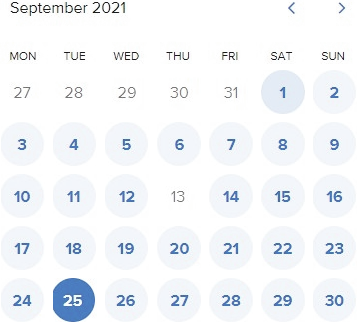 September 2021 < >
MON TUE WED THU FRI SAT SUN
27 28 29 30 31 1 2
3 4 5 6 7 8 9
10 11 12 13 14 15 16
17 18 19 20 21 22 23
24 25 26 27 28 29 30